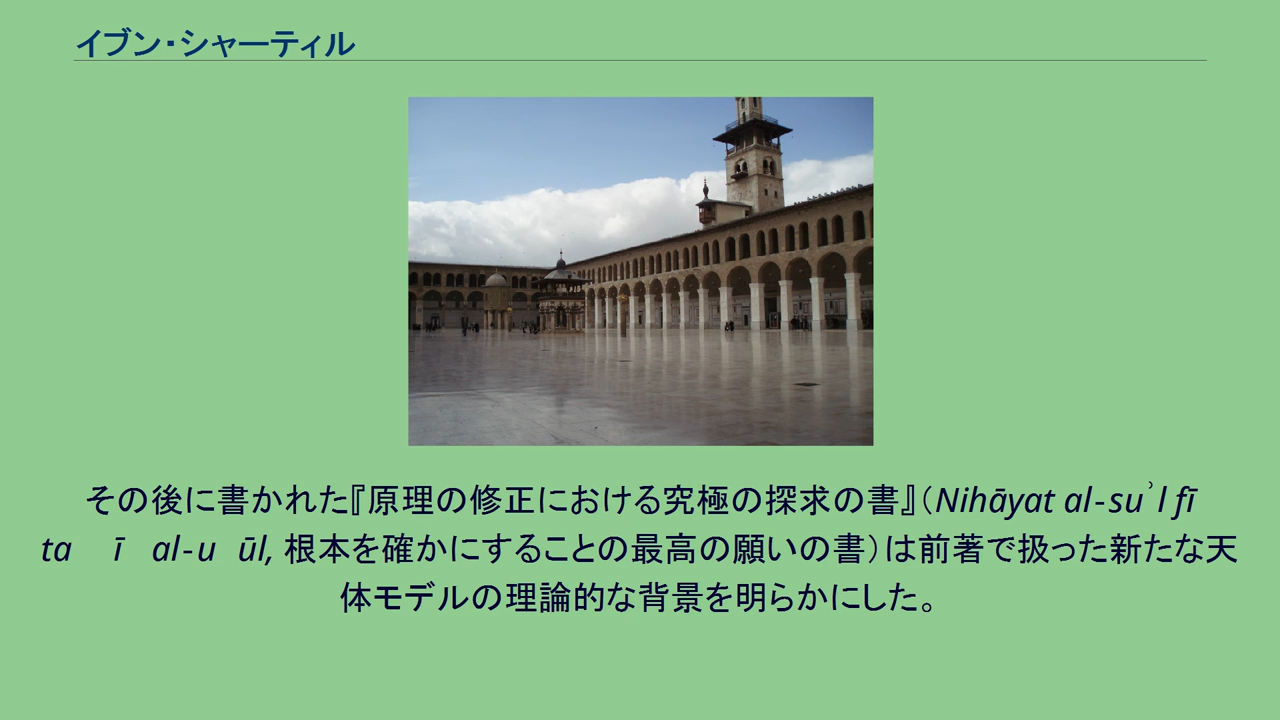 イブン・シャーティル
その後に書かれた『原理の修正における究極の探求の書』（Nihāyat al-suʾl fī
ta ī al-u ūl, 根本を確かにすることの最高の願いの書）は前著で扱った新たな天
体モデルの理論的な背景を明らかにした。